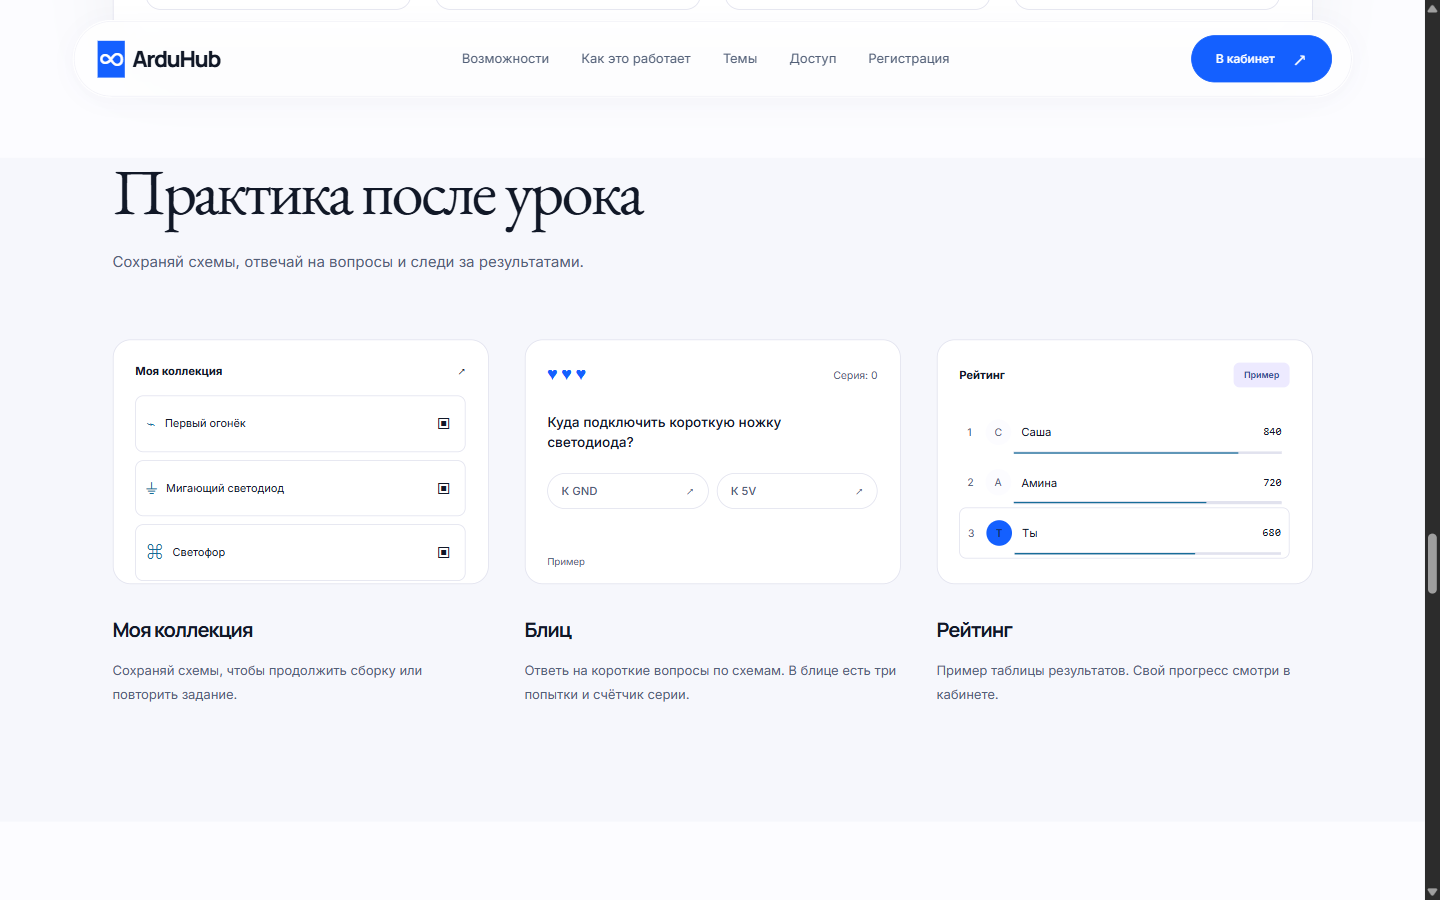 ArduHub
Возможности
Как это работает
Темы
Доступ
Регистрация
В кабинет ↗
Практика после урока
Сохраняй схемы, отвечай на вопросы и следи за результатами.
Моя коллекция ↗
Первый огонёк
Мигающий светодиод
Светофор
♥♥♥ Серия: 0
Куда подключить короткую ножку
светодиода?
К GND ↗
К 5V ↗
Пример
Рейтинг Пример
1 С Саша 840
2 А Амина 720
3 Т Ты 680
Моя коллекция
Сохраняй схемы, чтобы продолжить сборку или
повторить задание.
Блиц
Ответь на короткие вопросы по схемам. В блице есть три
попытки и счётчик серии.
Рейтинг
Пример таблицы результатов. Свой прогресс смотри в
кабинете.